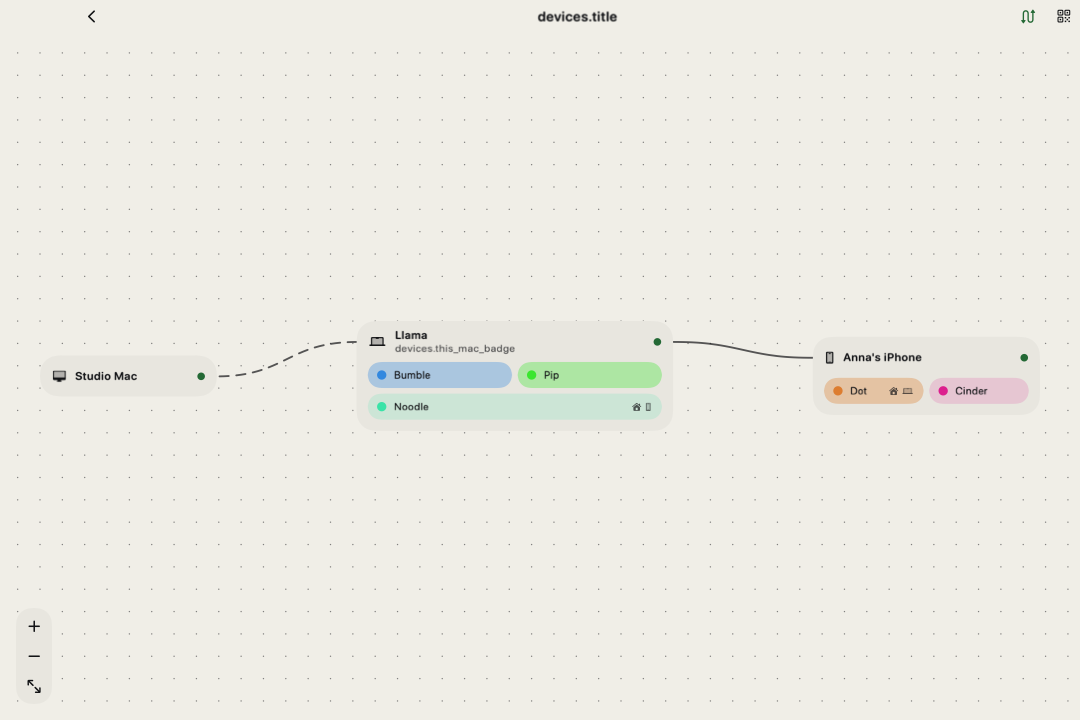 devices.title
Studio Mac
Llama
devices.this_mac_badge
Bumble
Pip
Noodle
Anna's iPhone
Dot
Cinder